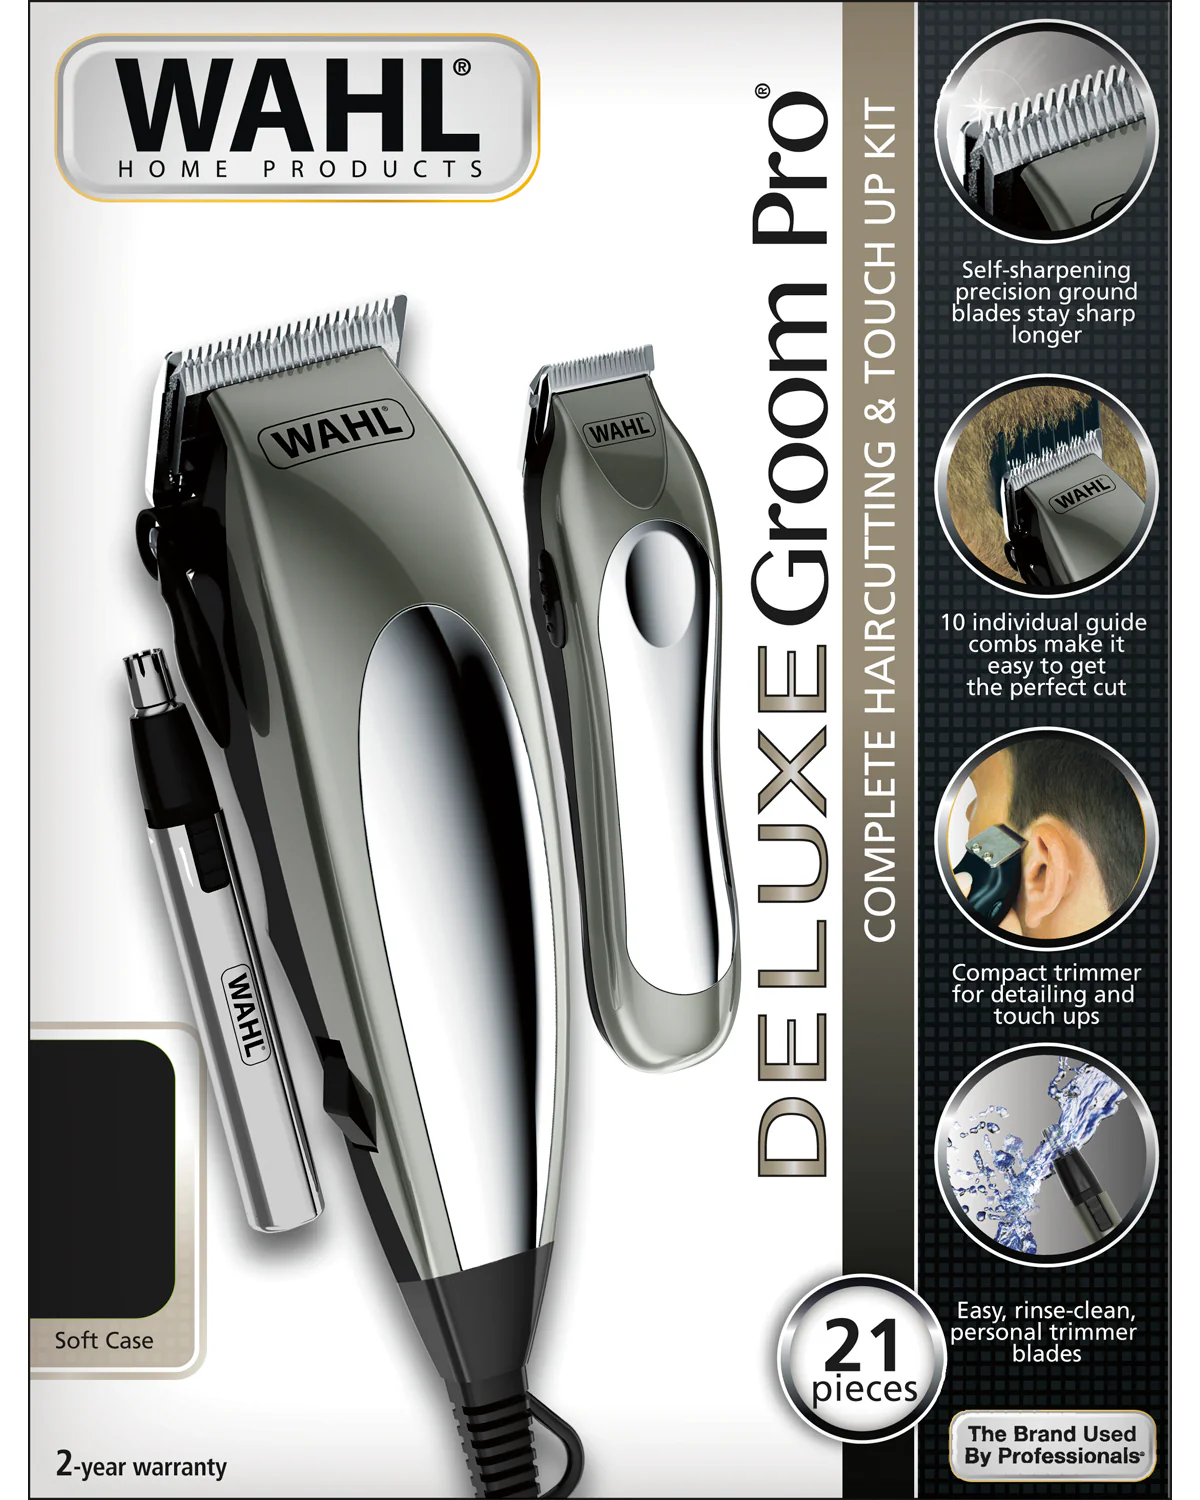 WAHL®
HOME PRODUCTS
WAHL®
WAHL®
WAHL®
DELUXE Groom Pro®
COMPLETE HAIRCUTTING & TOUCH UP KIT
Self-sharpening
precision ground
blades stay sharp
longer
WAHL
10 individual guide
combs make it
easy to get
the perfect cut
Compact trimmer
for detailing and
touch ups
Easy, rinse-clean,
personal trimmer
blades
21
pieces
Soft Case
2-year warranty
The Brand Used
By Professionals®